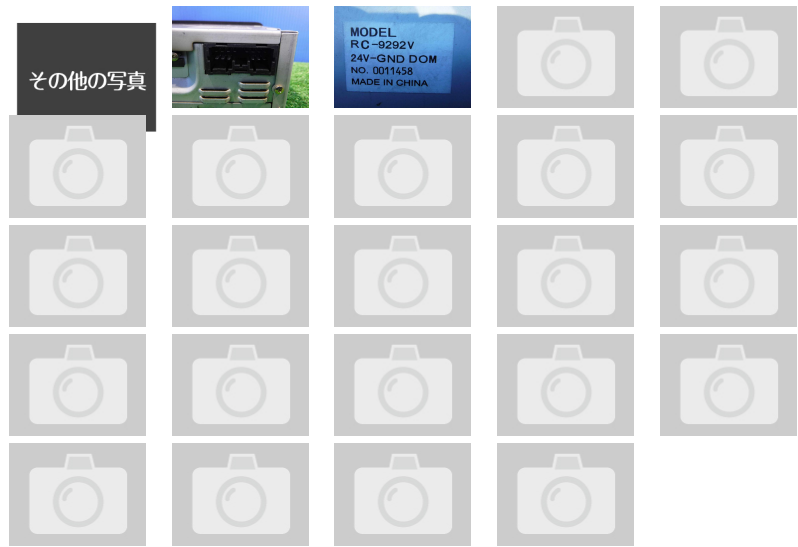 その他の写真
MODEL
RC-9292V
24V-GND DOM
NO. 0011458
MADE IN CHINA